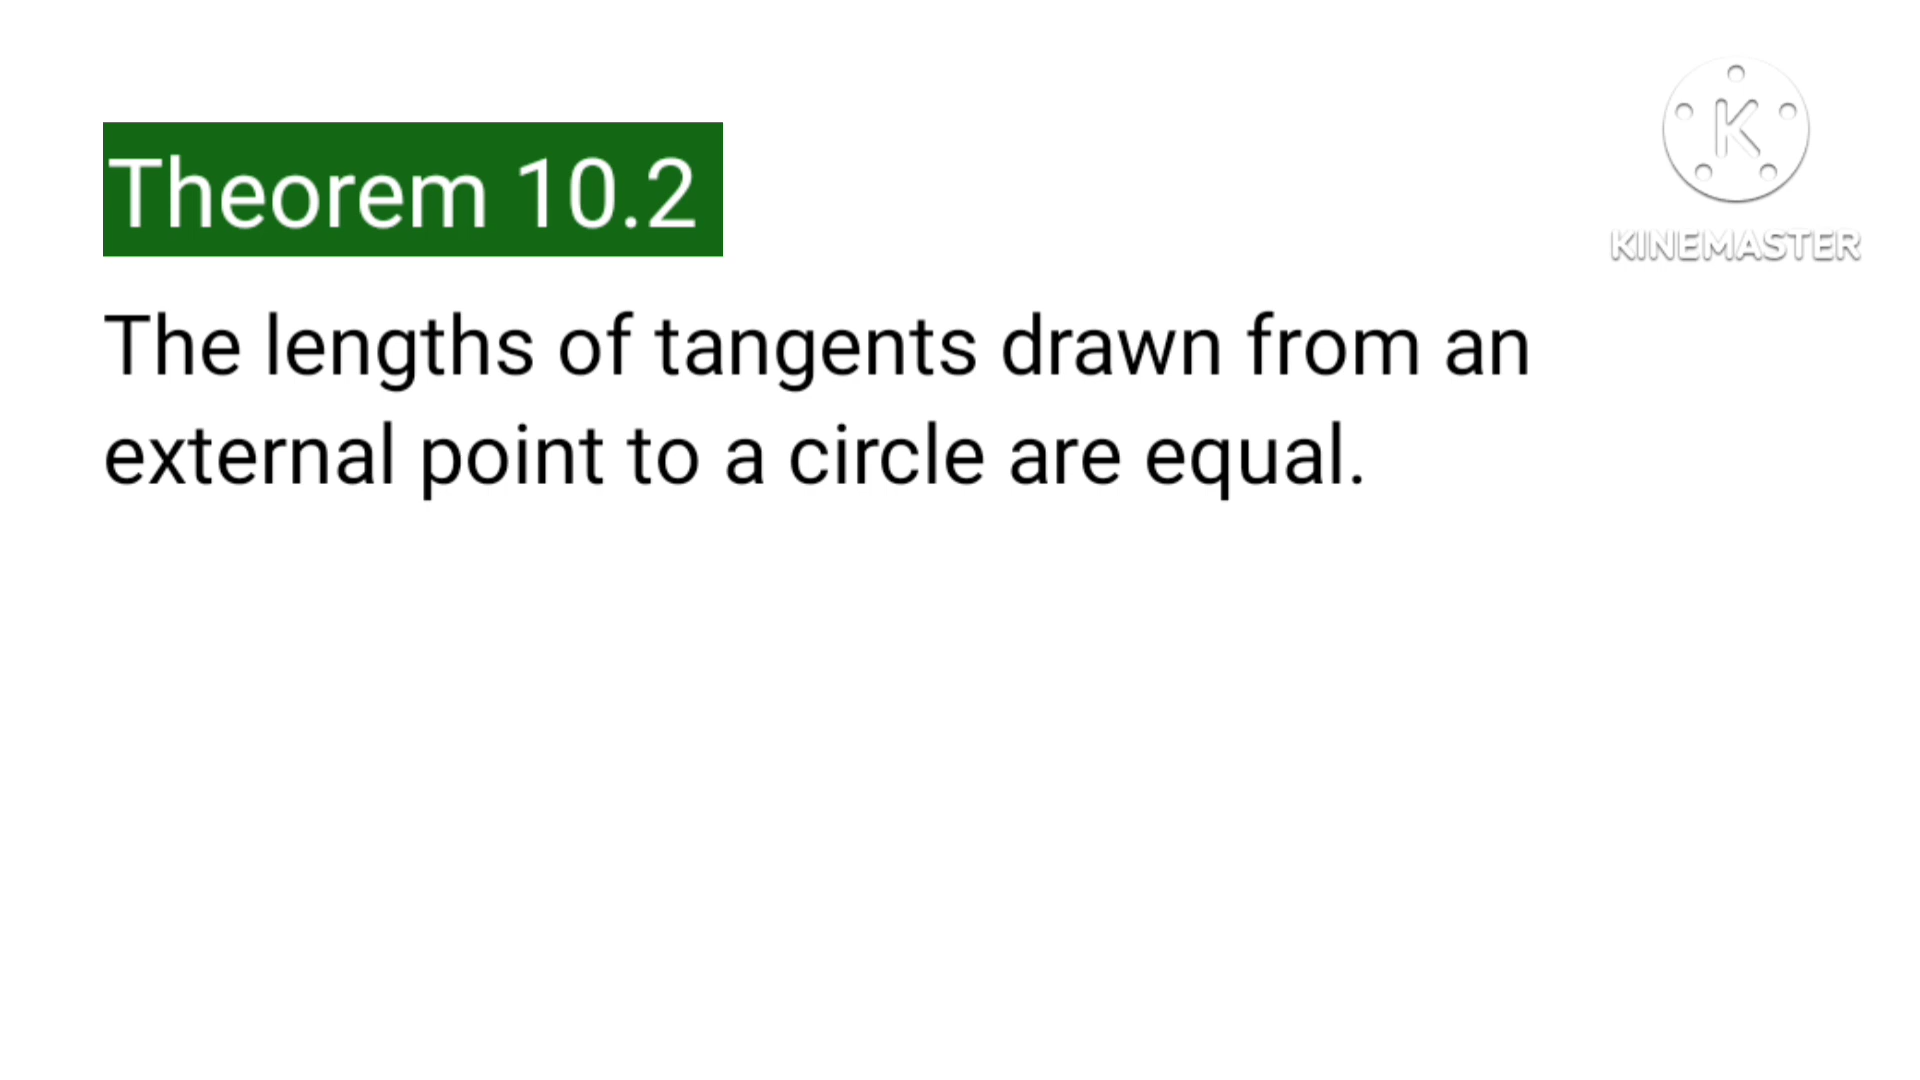 Theorem 10.2
K
KINEMASTER
The lengths of tangents drawn from an
external point to a circle are equal.